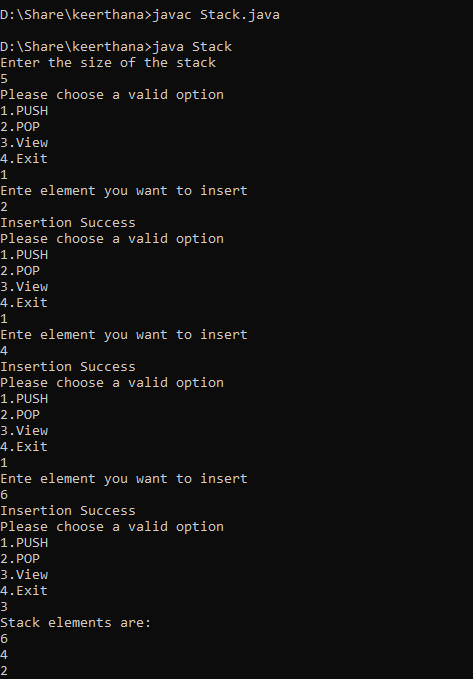 D:\Share\keerthana>javac Stack.java
D:\Share\keerthana>java Stack
Enter the size of the stack
5
Please choose a valid option
1.PUSH
2.POP
3.View
4.Exit
1
Ente element you want to insert
2
Insertion Success
Please choose a valid option
1.PUSH
2.POP
3.View
4.Exit
1
Ente element you want to insert
4
Insertion Success
Please choose a valid option
1.PUSH
2.POP
3.View
4.Exit
1
Ente element you want to insert
6
Insertion Success
Please choose a valid option
1.PUSH
2.POP
3.View
4.Exit
3
Stack elements are:
6
4
2